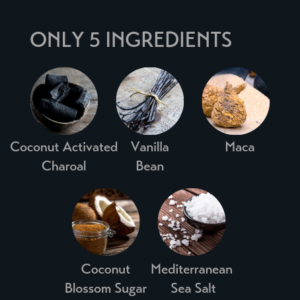 ONLY 5 INGREDIENTS
Coconut Activated
Charoal
Vanilla
Bean
Maca
Coconut
Blossom Sugar
Mediterranean
Sea Salt